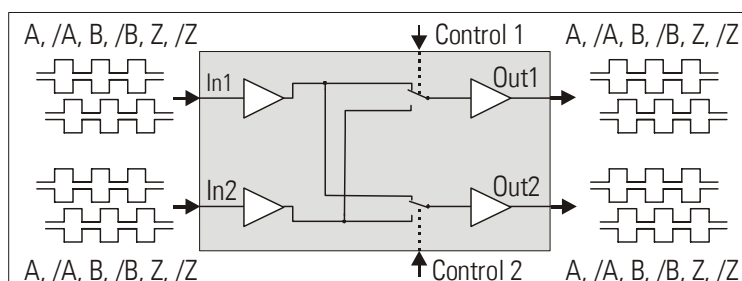 A, /A, B, /B, Z, /Z
Control 1
A, /A, B, /B, Z, /Z
In1
Out1
In2
Out2
A, /A, B, /B, Z, /Z
Control 2
A, /A, B, /B, Z, /Z